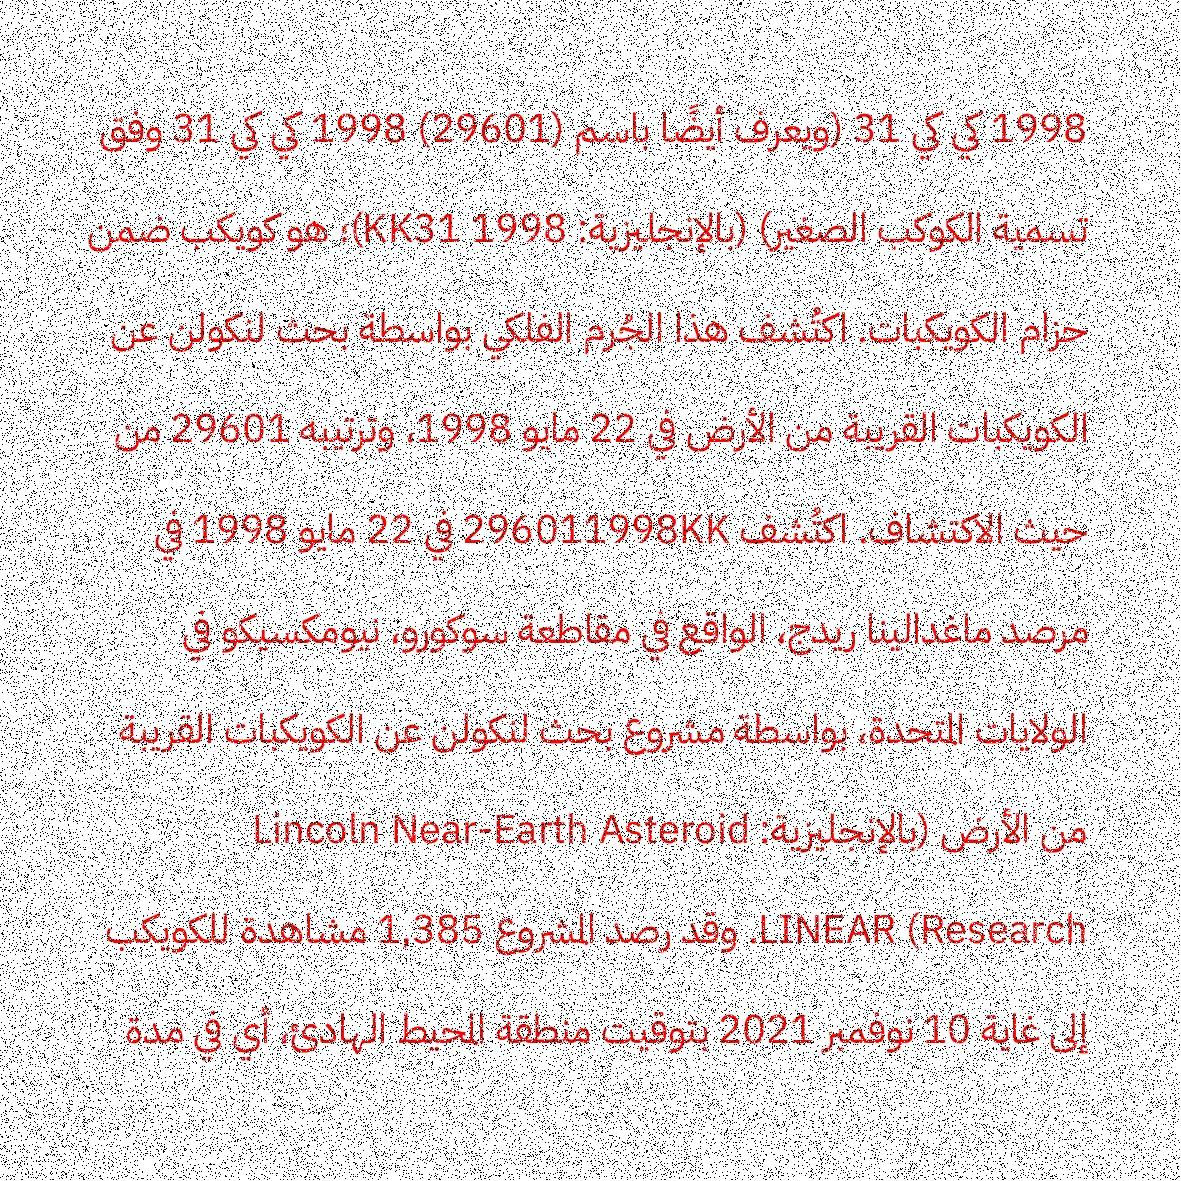 1998 كي كي 31 (ويعرف أيضًا باسم (29601) 1998 كي كي 31 وفق
تسمية الكوكب الصغير) (بالإنجليزية: 1998 KK31)؛ هو كويكب ضمن
حزام الكويكبات. اكتُشف هذا الجُرم الفلكي بواسطة بحث لنكولن عن
الكويكبات القريبة من الأرض في 22 مايو 1998، وترتيبه 29601 من
حيث الاكتشاف. اكتُشف 296011998KK في 22 مايو 1998 في
مرصد ماغدالينا ريدج، الواقع في مقاطعة سوكورو، نيومكسيكو في
الولايات المتحدة، بواسطة مشروع بحث لنكولن عن الكويكبات القريبة
من الأرض (بالإنجليزية: Lincoln Near-Earth Asteroid
Research) LINEAR. وقد رصد المشروع 1,385 مشاهدة للكويكب
إلى غاية 10 نوفمبر 2021 بتوقيت منطقة المحيط الهادئ، أي في مدة